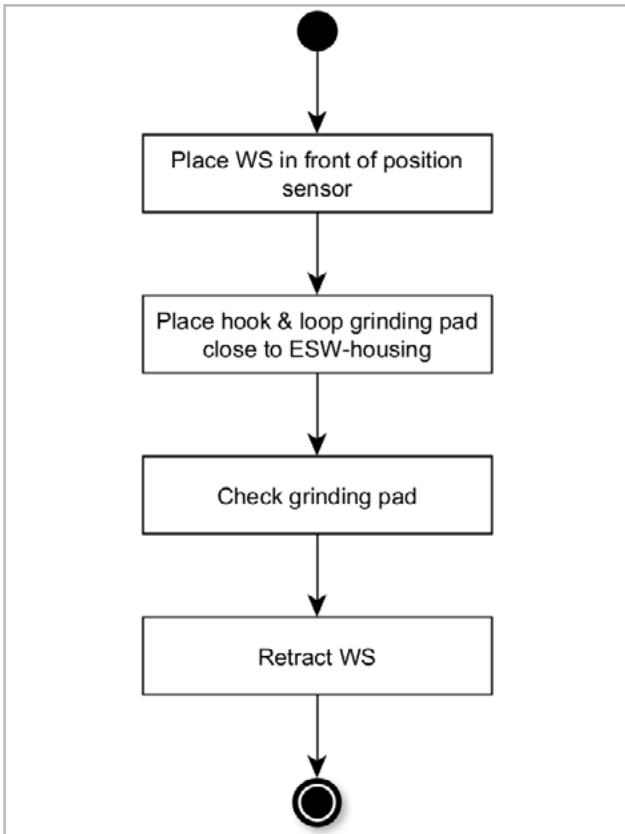 Place WS in front of position
sensor
Place hook & loop grinding pad
close to ESW-housing
Check grinding pad
Retract WS